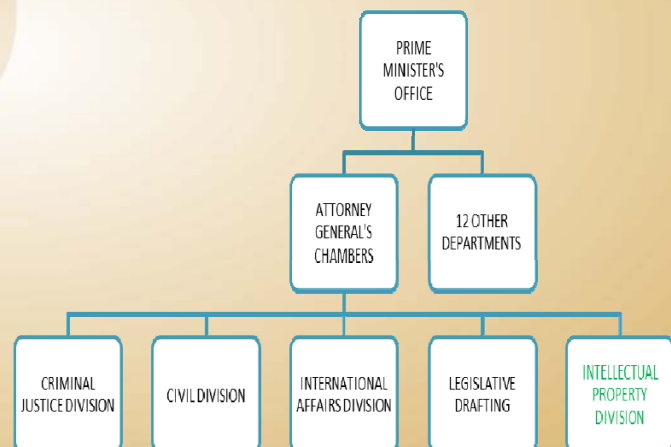 PRIME
MINISTER'S
OFFICE
ATTORNEY
GENERAL'S
CHAMBERS
12 OTHER
DEPARTMENTS
CRIMINAL
JUSTICE DIVISION
CIVIL DIVISION
INTERNATIONAL
AFFAIRS DIVISION
LEGISLATIVE
DRAFTING
INTELLECTUAL
PROPERTY
DIVISION